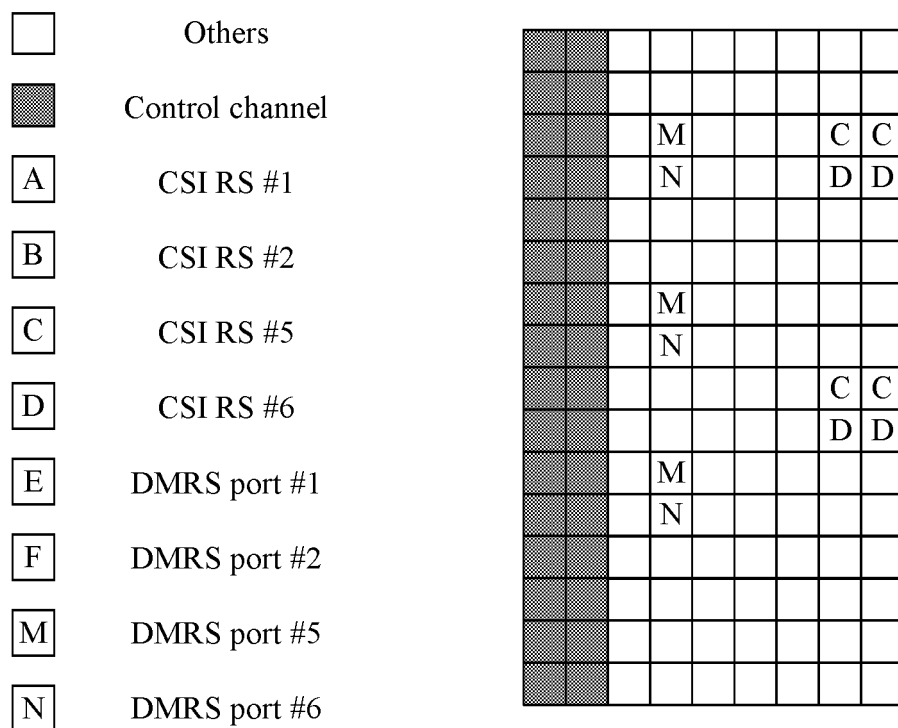 Others
Control channel
A CSI RS #1
B CSI RS #2
C CSI RS #5
D CSI RS #6
E DMRS port #1
F DMRS port #2
M DMRS port #5
N DMRS port #6
M C C
N D D
M
N
C C
D D
M
N